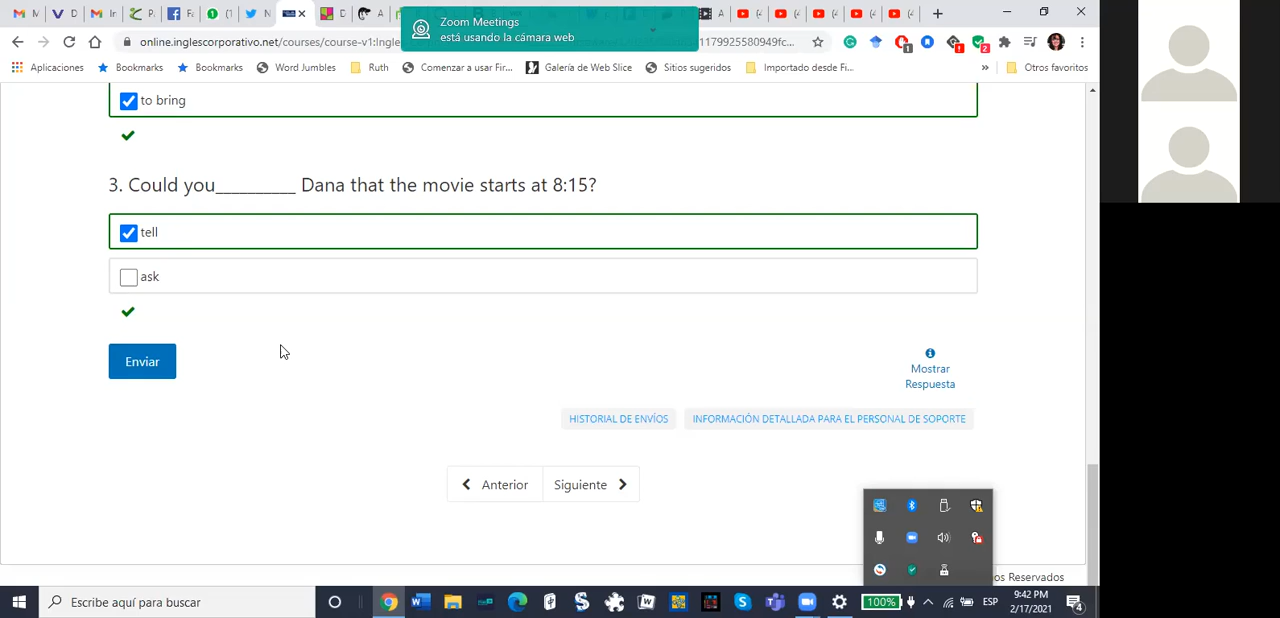 Zoom Meetings
está usando la cámara web
online.inglescorporativo.net/courses/course-v1:Ingle
1179925580949fc...
Aplicaciones
Bookmarks
Bookmarks
Word Jumbles
Ruth
Comenzar a usar Fir...
Galería de Web Slice
Sitios sugeridos
Importado desde Fi...
»
Otros favoritos
to bring
3. Could you__________ Dana that the movie starts at 8:15?
tell
ask
Enviar
Mostrar
Respuesta
HISTORIAL DE ENVÍOS
INFORMACIÓN DETALLADA PARA EL PERSONAL DE SOPORTE
Anterior
Siguiente
os Reservados
Escribe aquí para buscar
100%
ESP
9:42 PM
2/17/2021
4